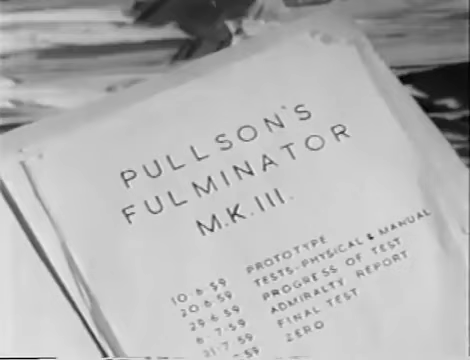 PULLSON'S
FULMINATOR
M.K.III.
10·6·59 PROTOTYPE
20·6·59 TESTS-PHYSICAL & MANUAL
29·6·59 PROGRESS OF TEST
6·7·59 ADMIRALTY REPORT
21·7·59 FINAL TEST
·59 ZERO